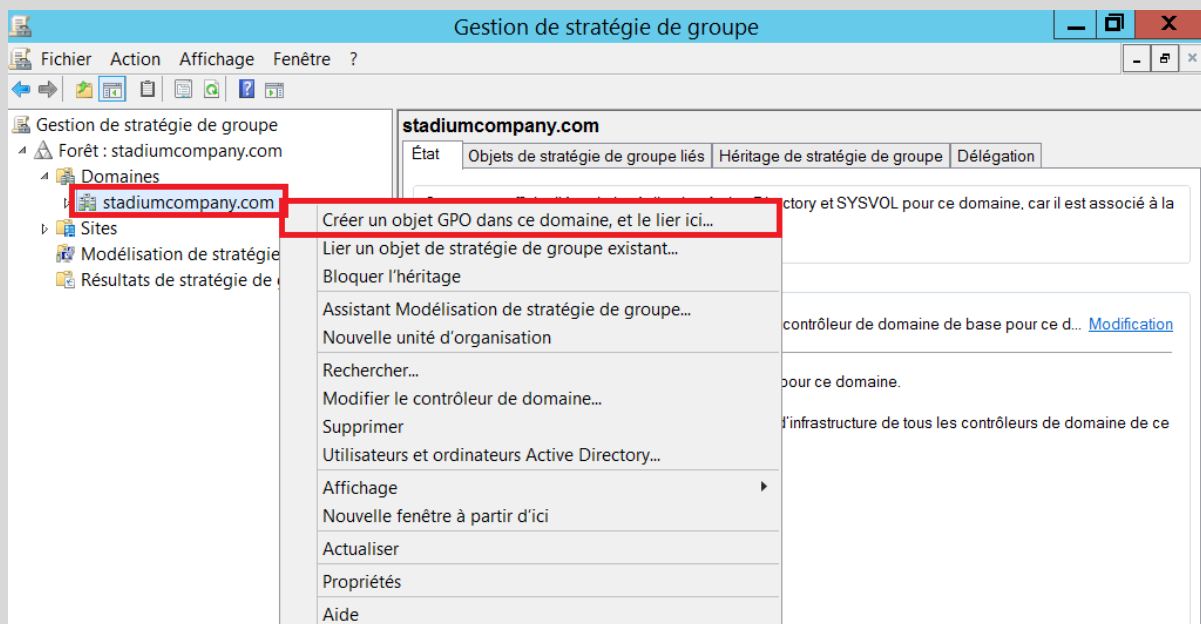 Gestion de stratégie de groupe
Fichier Action Affichage Fenêtre ?
Gestion de stratégie de groupe
Forêt : stadiumcompany.com
Domaines
stadiumcompany.com
Sites
Modélisation de stratégie
Résultats de stratégie de
stadiumcompany.com
État
Objets de stratégie de groupe liés
Héritage de stratégie de groupe
Délégation
ctory et SYSVOL pour ce domaine, car il est associé à la
contrôleur de domaine de base pour ce d... Modification
pour ce domaine.
d'infrastructure de tous les contrôleurs de domaine de ce
Créer un objet GPO dans ce domaine, et le lier ici...
Lier un objet de stratégie de groupe existant...
Bloquer l'héritage
Assistant Modélisation de stratégie de groupe...
Nouvelle unité d'organisation
Rechercher...
Modifier le contrôleur de domaine...
Supprimer
Utilisateurs et ordinateurs Active Directory...
Affichage
Nouvelle fenêtre à partir d'ici
Actualiser
Propriétés
Aide